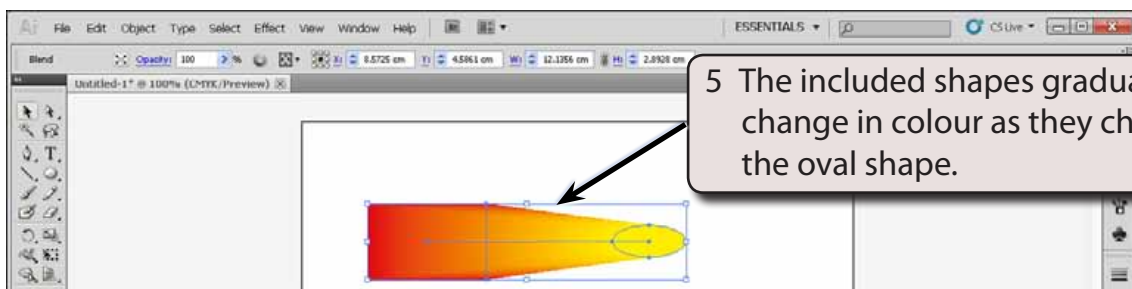 Ai File Edit Object Type Select Effect View Window Help ESSENTIALS CS Live
Blend Opacity: 100 % X: 8.5725 cm Y: 4.5861 cm W: 12.1356 cm H: 2.8928 cm
Untitled-1* @ 100% (CMYK/Preview)
5 The included shapes gradua
change in colour as they ch
the oval shape.